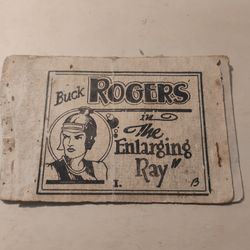 Buck ROGERS
in
"The
Enlarging
Ray"
1.
B